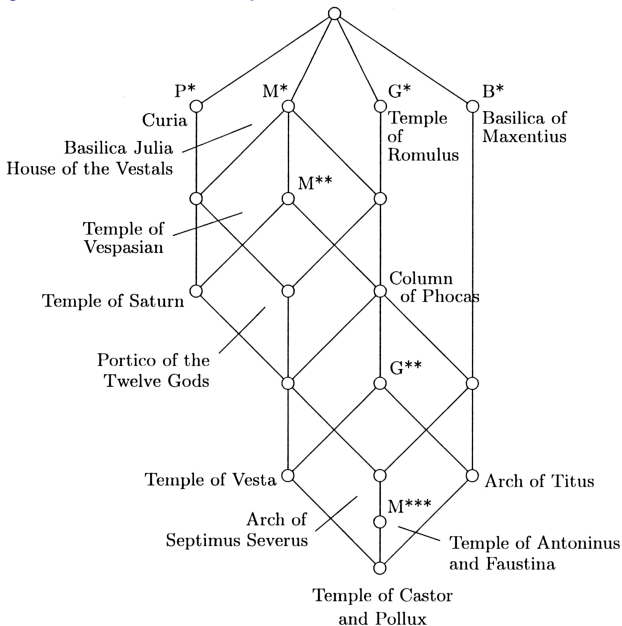 P*
M*
G*
B*
Curia
Temple
of
Romulus
Basilica of
Maxentius
Basilica Julia
House of the Vestals
M**
Temple of
Vespasian
Temple of Saturn
Column
of Phocas
Portico of the
Twelve Gods
G**
Temple of Vesta
Arch of Titus
M***
Arch of
Septimus Severus
Temple of Antoninus
and Faustina
Temple of Castor
and Pollux